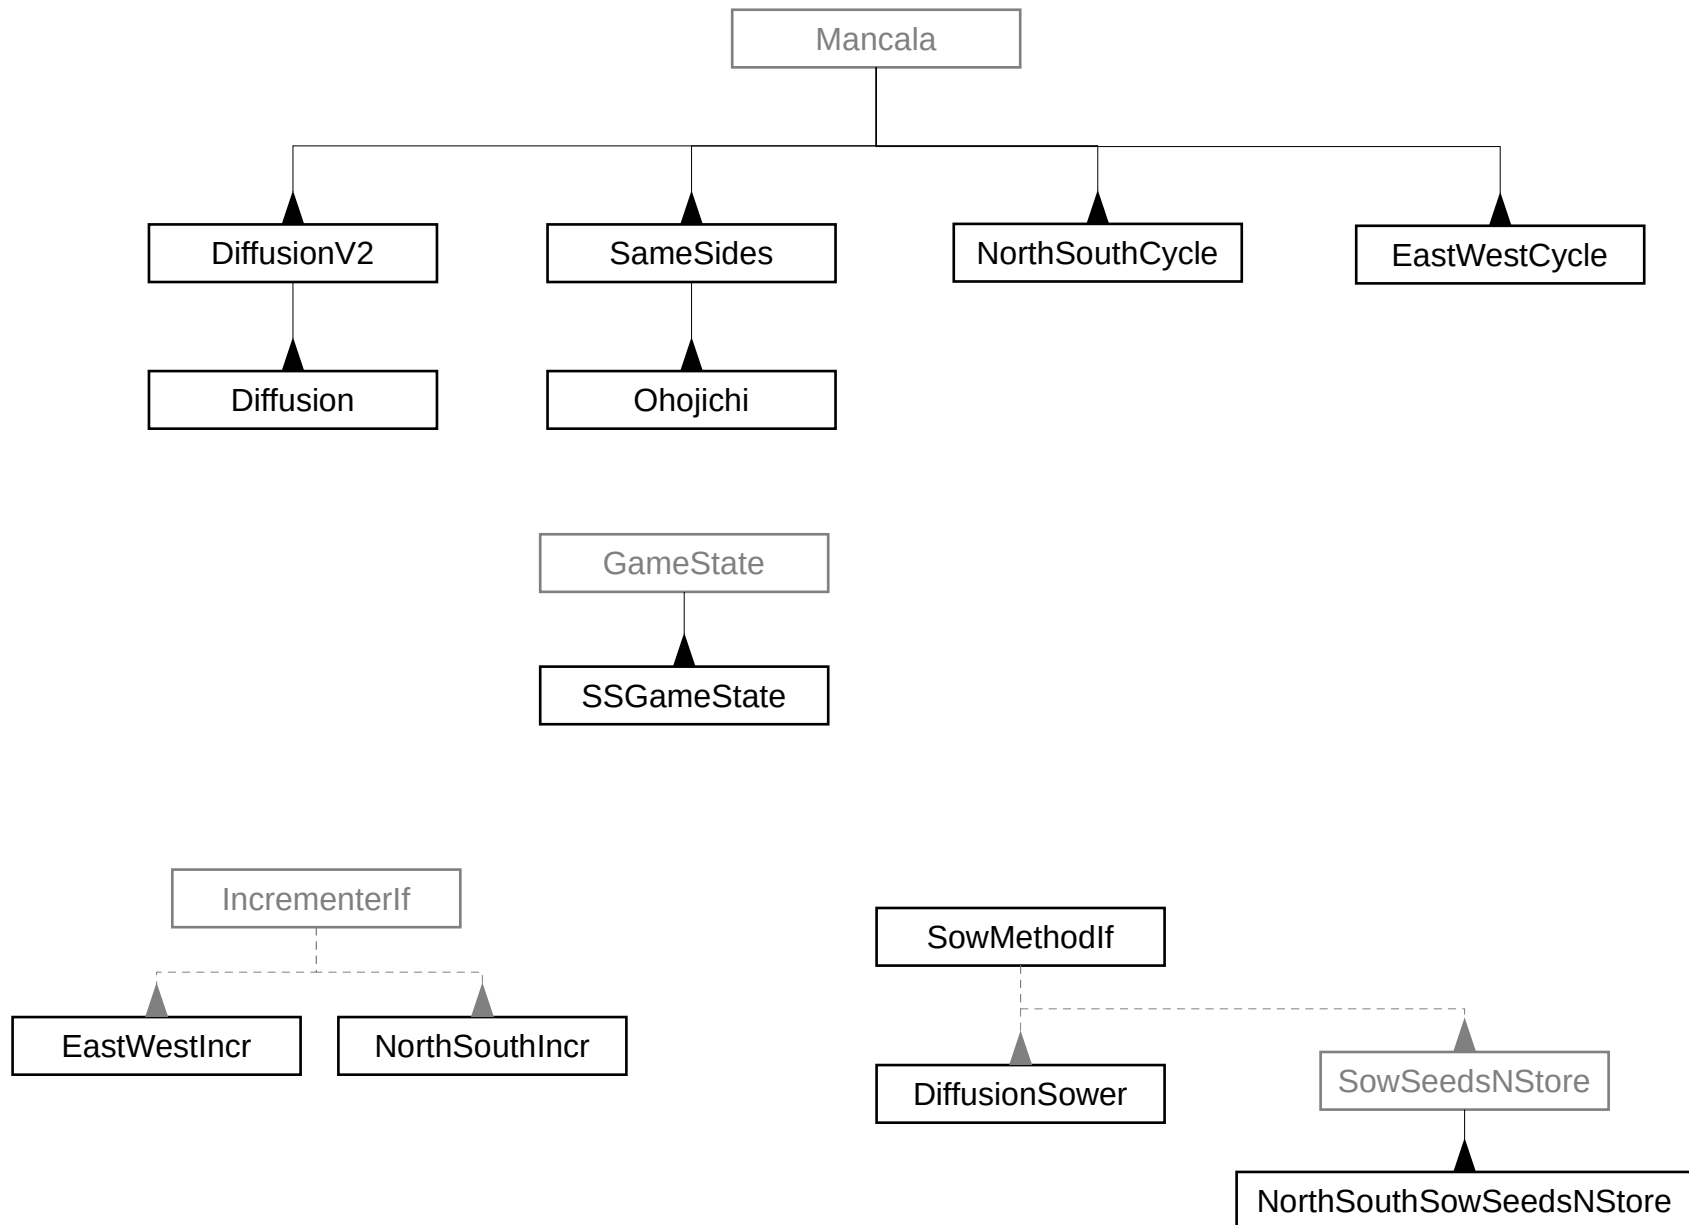 Mancala
DiffusionV2
SameSides
NorthSouthCycle
EastWestCycle
Diffusion
Ohojichi
GameState
SSGameState
IncrementerIf
SowMethodIf
EastWestIncr
NorthSouthIncr
DiffusionSower
SowSeedsNStore
NorthSouthSowSeedsNStore